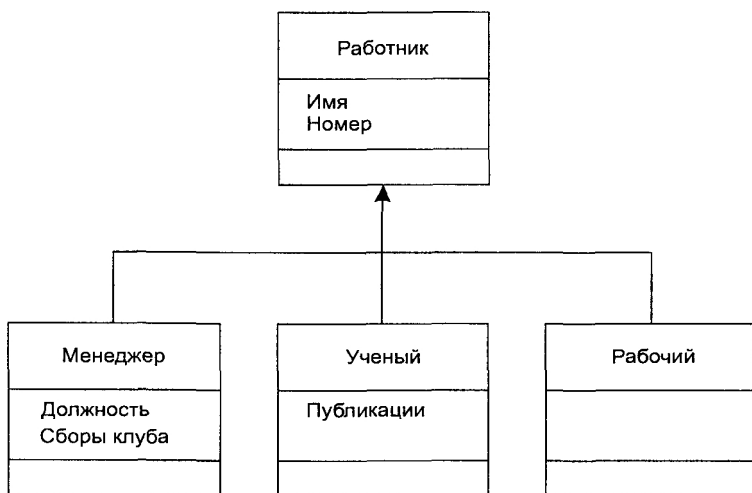 Работник
Имя
Номер
Менеджер
Должность
Сборы клуба
Ученый
Публикации
Рабочий